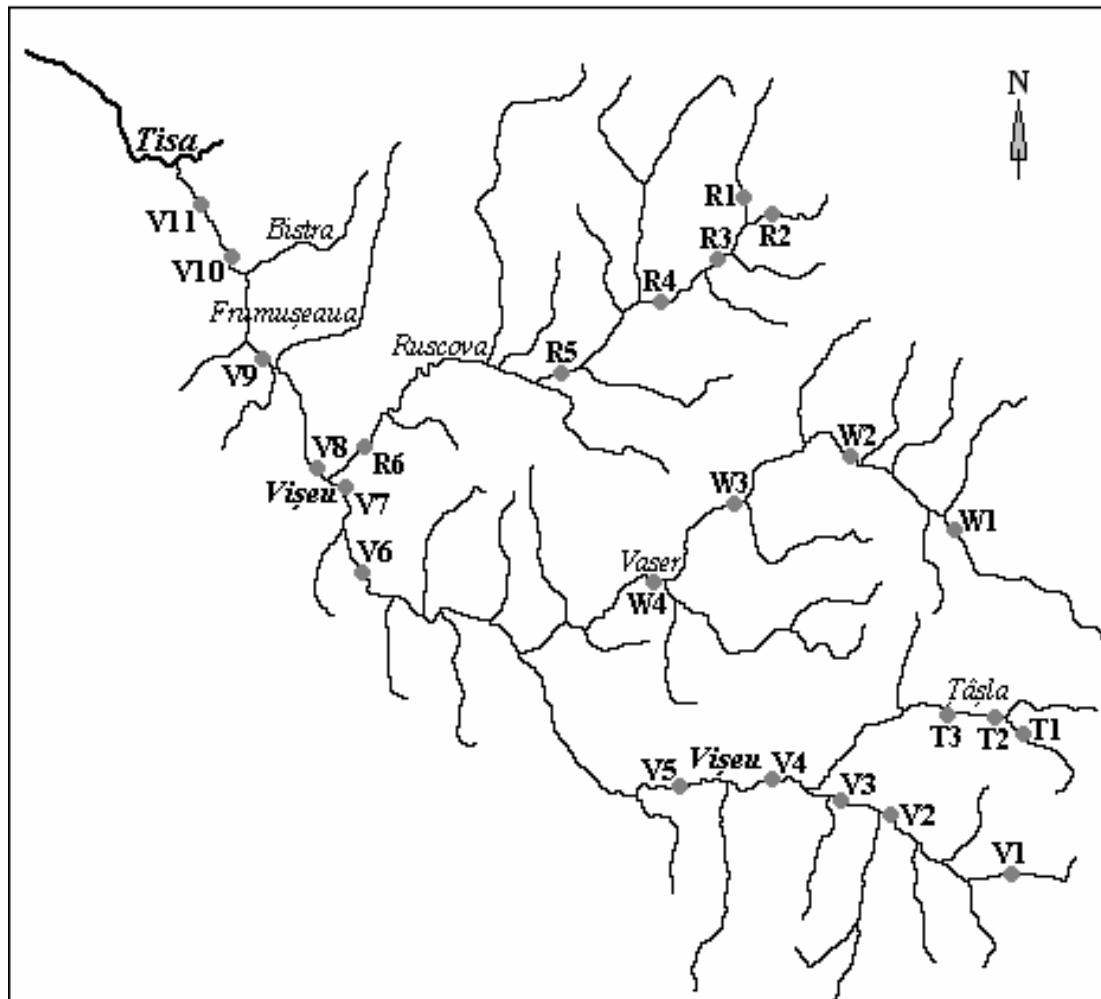 N
Tisa
V11
Bistra
R1
R2
V10
R3
Frumușeaua
R4
Ruscova
V9
R5
V8
R6
W2
Vișeu
V7
W3
W1
V6
Vaser
W4
Tâșla
T3
T2
T1
V5
Vișeu
V4
V3
V2
V1